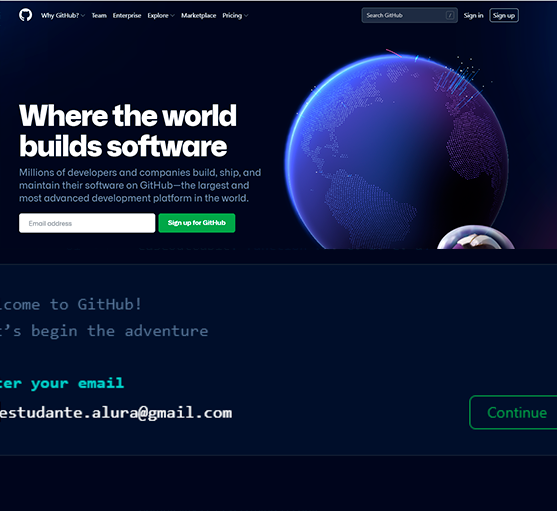 Why GitHub? Team Enterprise Explore Marketplace Pricing Search GitHub / Sign in Sign up
Where the world
builds software
Millions of developers and companies build, ship, and
maintain their software on GitHub—the largest and
most advanced development platform in the world.
Email address Sign up for GitHub
lcome to GitHub!
t's begin the adventure
ter your email
estudante.alura@gmail.com Continue